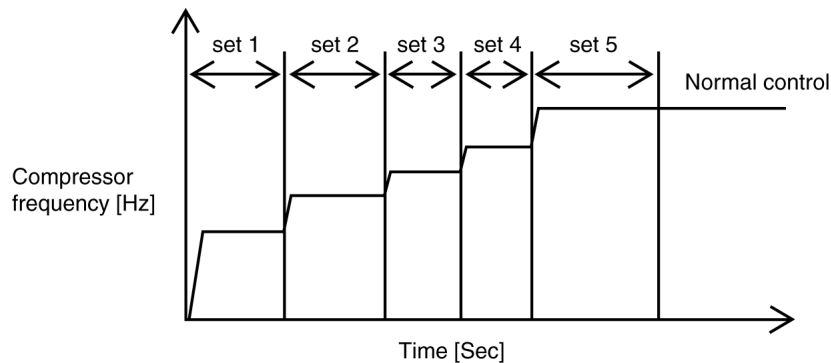 set 1
set 2
set 3
set 4
set 5
Normal control
Compressor
frequency [Hz]
Time [Sec]